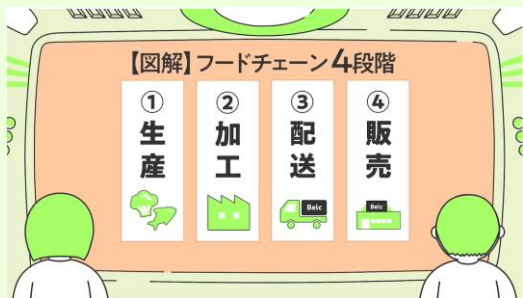 【図解】フードチェーン4段階
① 生産
② 加工
③ 配送
④ 販売
Belc
Belc